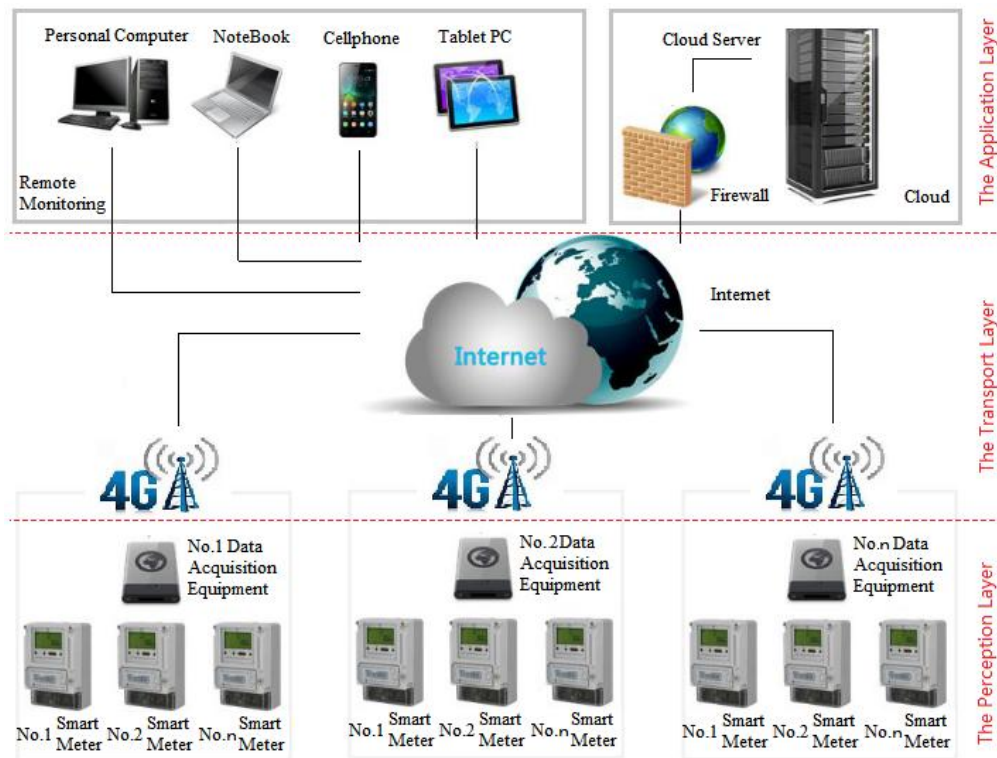 Personal Computer
NoteBook
Cellphone
Tablet PC
Remote
Monitoring
Cloud Server
Firewall
Cloud
The Application Layer
Internet
Internet
The Transport Layer
4G
4G
4G
No.1 Data
Acquisition
Equipment
No.2Data
Acquisition
Equipment
No.n Data
Acquisition
Equipment
No.1 Smart
Meter
No.2 Smart
Meter
No.n Smart
Meter
No.1 Smart
Meter
No.2 Smart
Meter
No.n Smart
Meter
No.1 Smart
Meter
No.2 Smart
Meter
No.n Smart
Meter
The Perception Layer